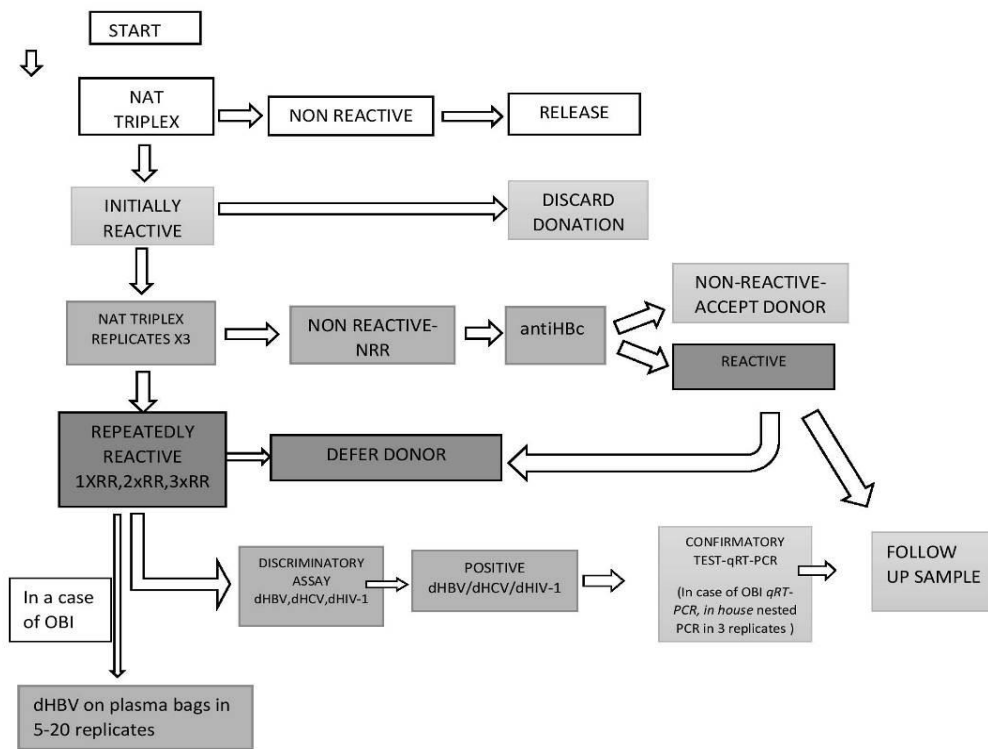 START
NAT
TRIPLEX
NON REACTIVE
RELEASE
INITIALLY
REACTIVE
DISCARD
DONATION
NAT TRIPLEX
REPLICATES X3
NON REACTIVE-
NRR
antiHBc
NON-REACTIVE-
ACCEPT DONOR
REACTIVE
REPEATEDLY
REACTIVE
1XRR,2xRR,3xRR
DEFER DONOR
In a case
of OBI
DISCRIMINATORY
ASSAY
dHBV,dHCV,dHIV-1
POSITIVE
dHBV/dHCV/dHIV-1
CONFIRMATORY
TEST-qRT-PCR
(In case of OBI qRT-
PCR, in house nested
PCR in 3 replicates )
FOLLOW
UP SAMPLE
dHBV on plasma bags in
5-20 replicates